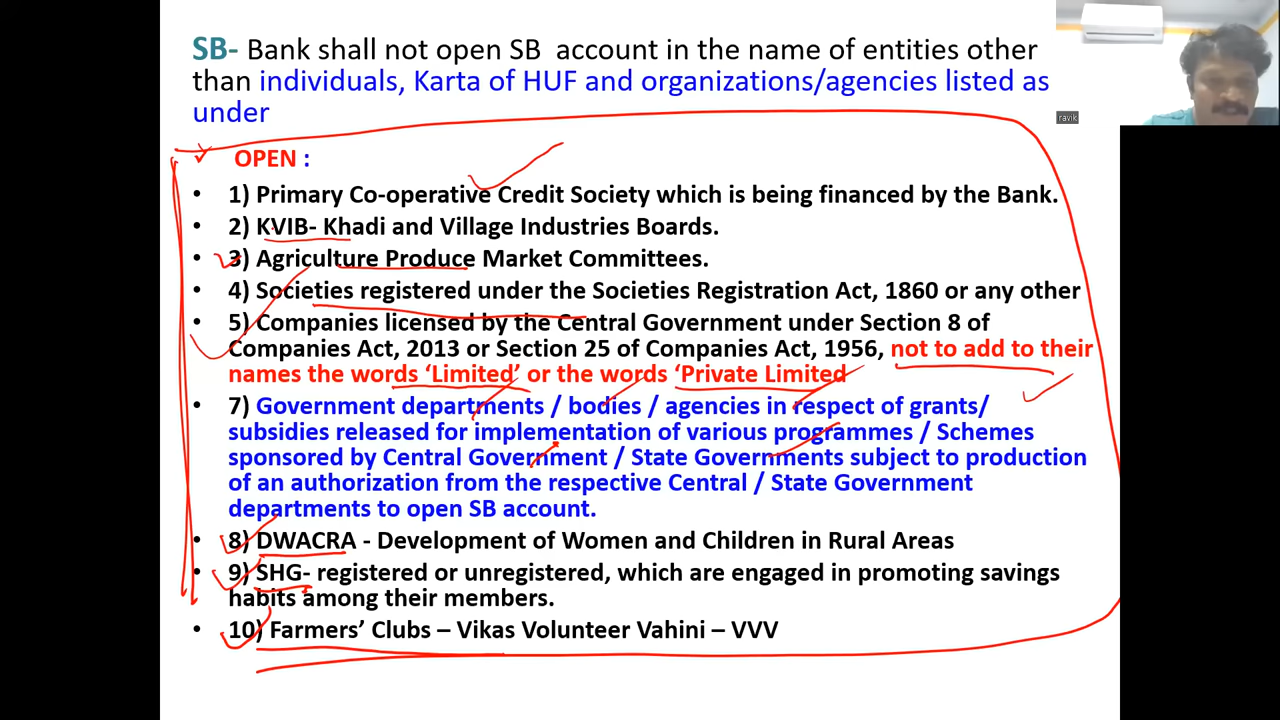 SB- Bank shall not open SB account in the name of entities other
than individuals, Karta of HUF and organizations/agencies listed as
under
ravik
OPEN :
• 1) Primary Co-operative Credit Society which is being financed by the Bank.
• 2) KVIB- Khadi and Village Industries Boards.
• 3) Agriculture Produce Market Committees.
• 4) Societies registered under the Societies Registration Act, 1860 or any other
• 5) Companies licensed by the Central Government under Section 8 of
Companies Act, 2013 or Section 25 of Companies Act, 1956, not to add to their
names the words ‘Limited’ or the words ‘Private Limited
• 7) Government departments / bodies / agencies in respect of grants/
subsidies released for implementation of various programmes / Schemes
sponsored by Central Government / State Governments subject to production
of an authorization from the respective Central / State Government
departments to open SB account.
• 8) DWACRA - Development of Women and Children in Rural Areas
• 9) SHG- registered or unregistered, which are engaged in promoting savings
habits among their members.
• 10) Farmers’ Clubs – Vikas Volunteer Vahini – VVV